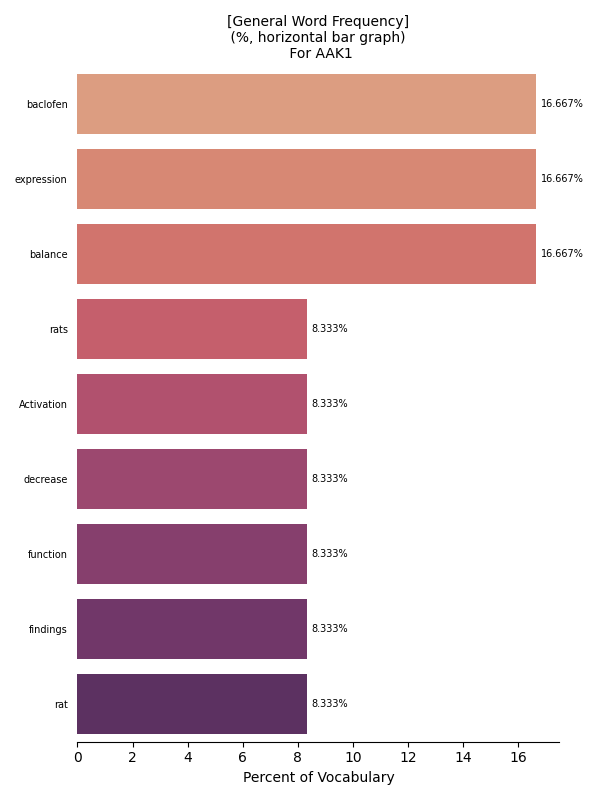 [General Word Frequency]
(%, horizontal bar graph)
For AAK1
baclofen 16.667%
expression 16.667%
balance 16.667%
rats 8.333%
Activation 8.333%
decrease 8.333%
function 8.333%
findings 8.333%
rat 8.333%
0 2 4 6 8 10 12 14 16
Percent of Vocabulary